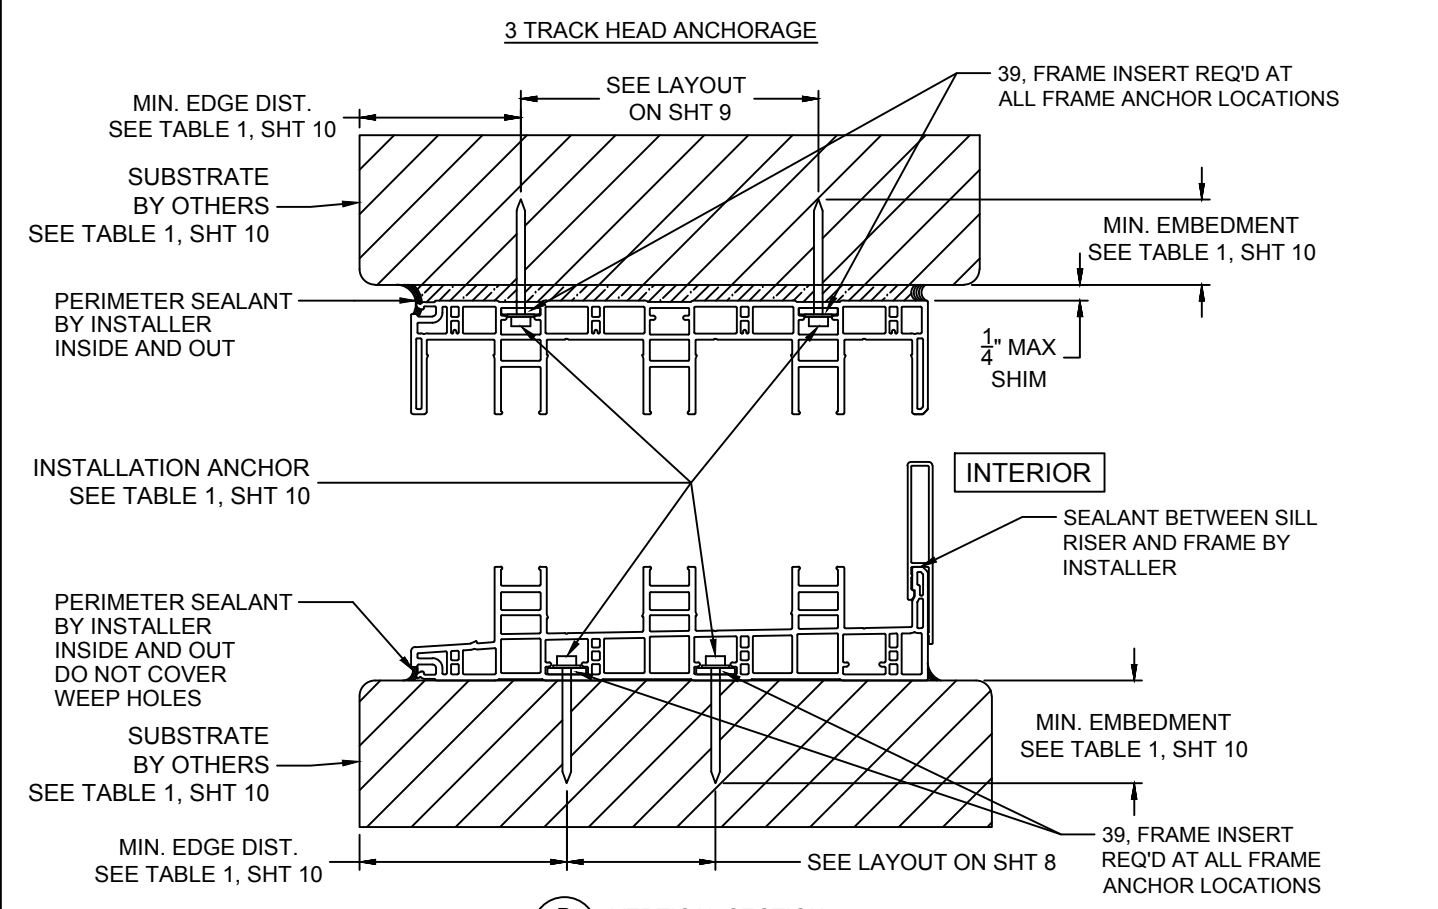 3 TRACK HEAD ANCHORAGE
39, FRAME INSERT REQ'D AT
ALL FRAME ANCHOR LOCATIONS
SEE LAYOUT
ON SHT 9
MIN. EDGE DIST.
SEE TABLE 1, SHT 10
SUBSTRATE
BY OTHERS
SEE TABLE 1, SHT 10
MIN. EMBEDMENT
SEE TABLE 1, SHT 10
PERIMETER SEALANT
BY INSTALLER
INSIDE AND OUT
1/4" MAX
SHIM
INSTALLATION ANCHOR
SEE TABLE 1, SHT 10
INTERIOR
SEALANT BETWEEN SILL
RISER AND FRAME BY
INSTALLER
PERIMETER SEALANT
BY INSTALLER
INSIDE AND OUT
DO NOT COVER
WEEP HOLES
SUBSTRATE
BY OTHERS
SEE TABLE 1, SHT 10
MIN. EMBEDMENT
SEE TABLE 1, SHT 10
MIN. EDGE DIST.
SEE TABLE 1, SHT 10
SEE LAYOUT ON SHT 8
39, FRAME INSERT
REQ'D AT ALL FRAME
ANCHOR LOCATIONS